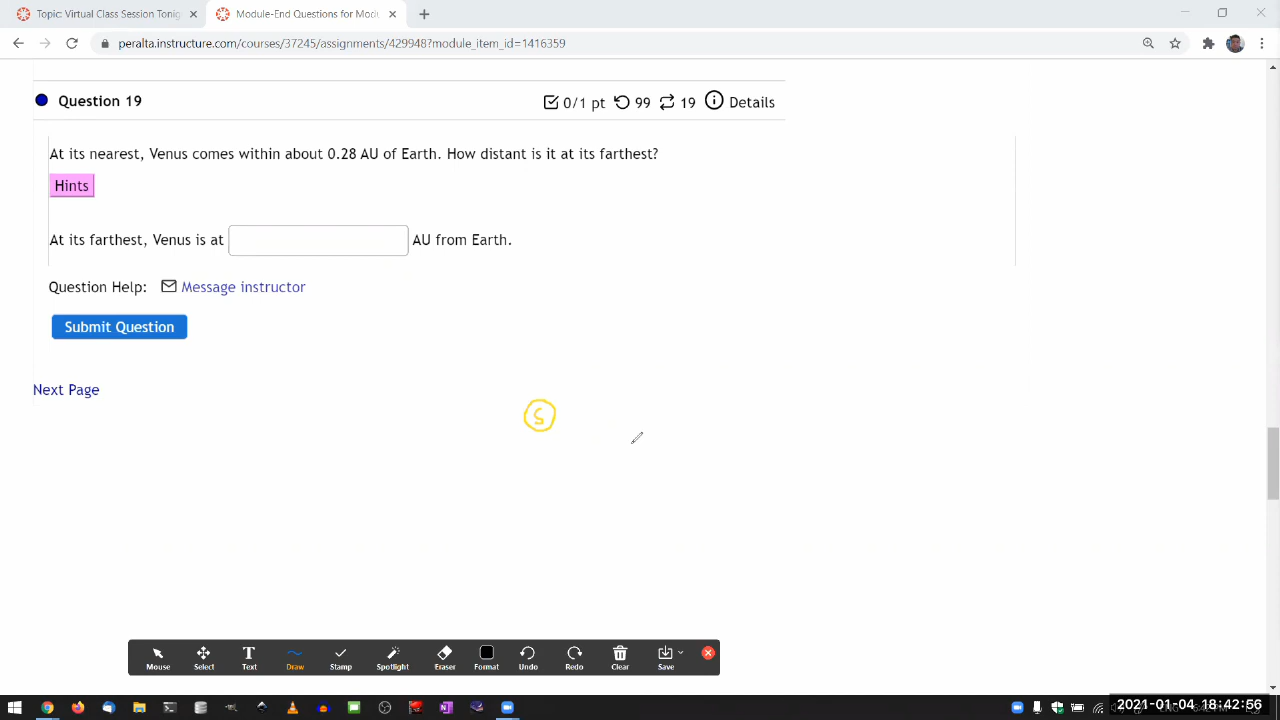 Topic: Virtual Class Session Tonig
Module-End Questions for Modu
peralta.instructure.com/courses/37245/assignments/429948?module_item_id=1416359
Question 19
0/1 pt 99 19 Details
At its nearest, Venus comes within about 0.28 AU of Earth. How distant is it at its farthest?
Hints
At its farthest, Venus is at AU from Earth.
Question Help: Message instructor
Submit Question
Next Page
S
Mouse Select Text Draw Stamp Spotlight Eraser Format Undo Redo Clear Save
2021-01-04 18:42:56